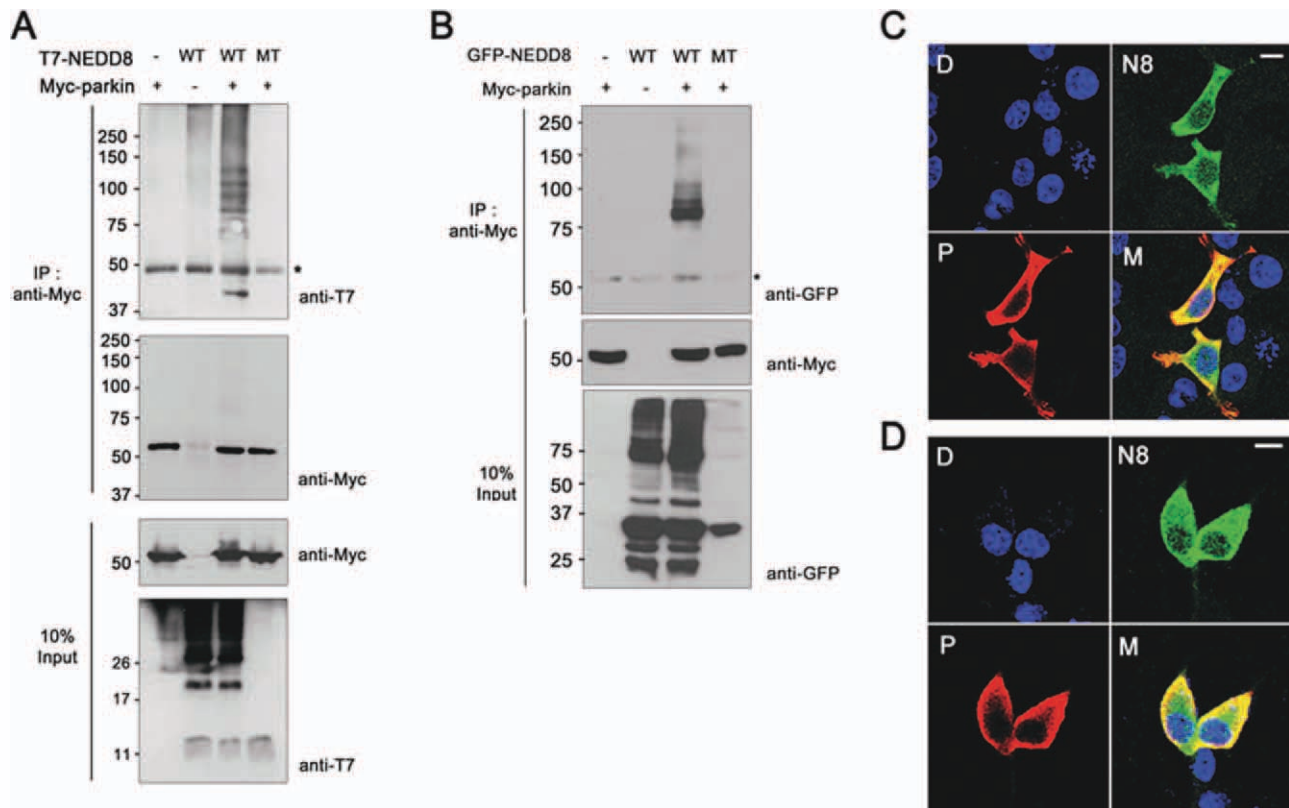 A
T7-NEDD8 - WT WT MT
Myc-parkin + - + +
IP :
anti-Myc
250
150
100
75
50
37
*
anti-T7
250
150
100
75
50
37
anti-Myc
10%
Input
50
anti-Myc
26
17
11
anti-T7
B
GFP-NEDD8 - WT WT MT
Myc-parkin + - + +
IP :
anti-Myc
250
150
100
75
50
*
anti-GFP
10%
Input
50
anti-Myc
75
50
37
25
anti-GFP
C
D N8
P M
D
D N8
P M